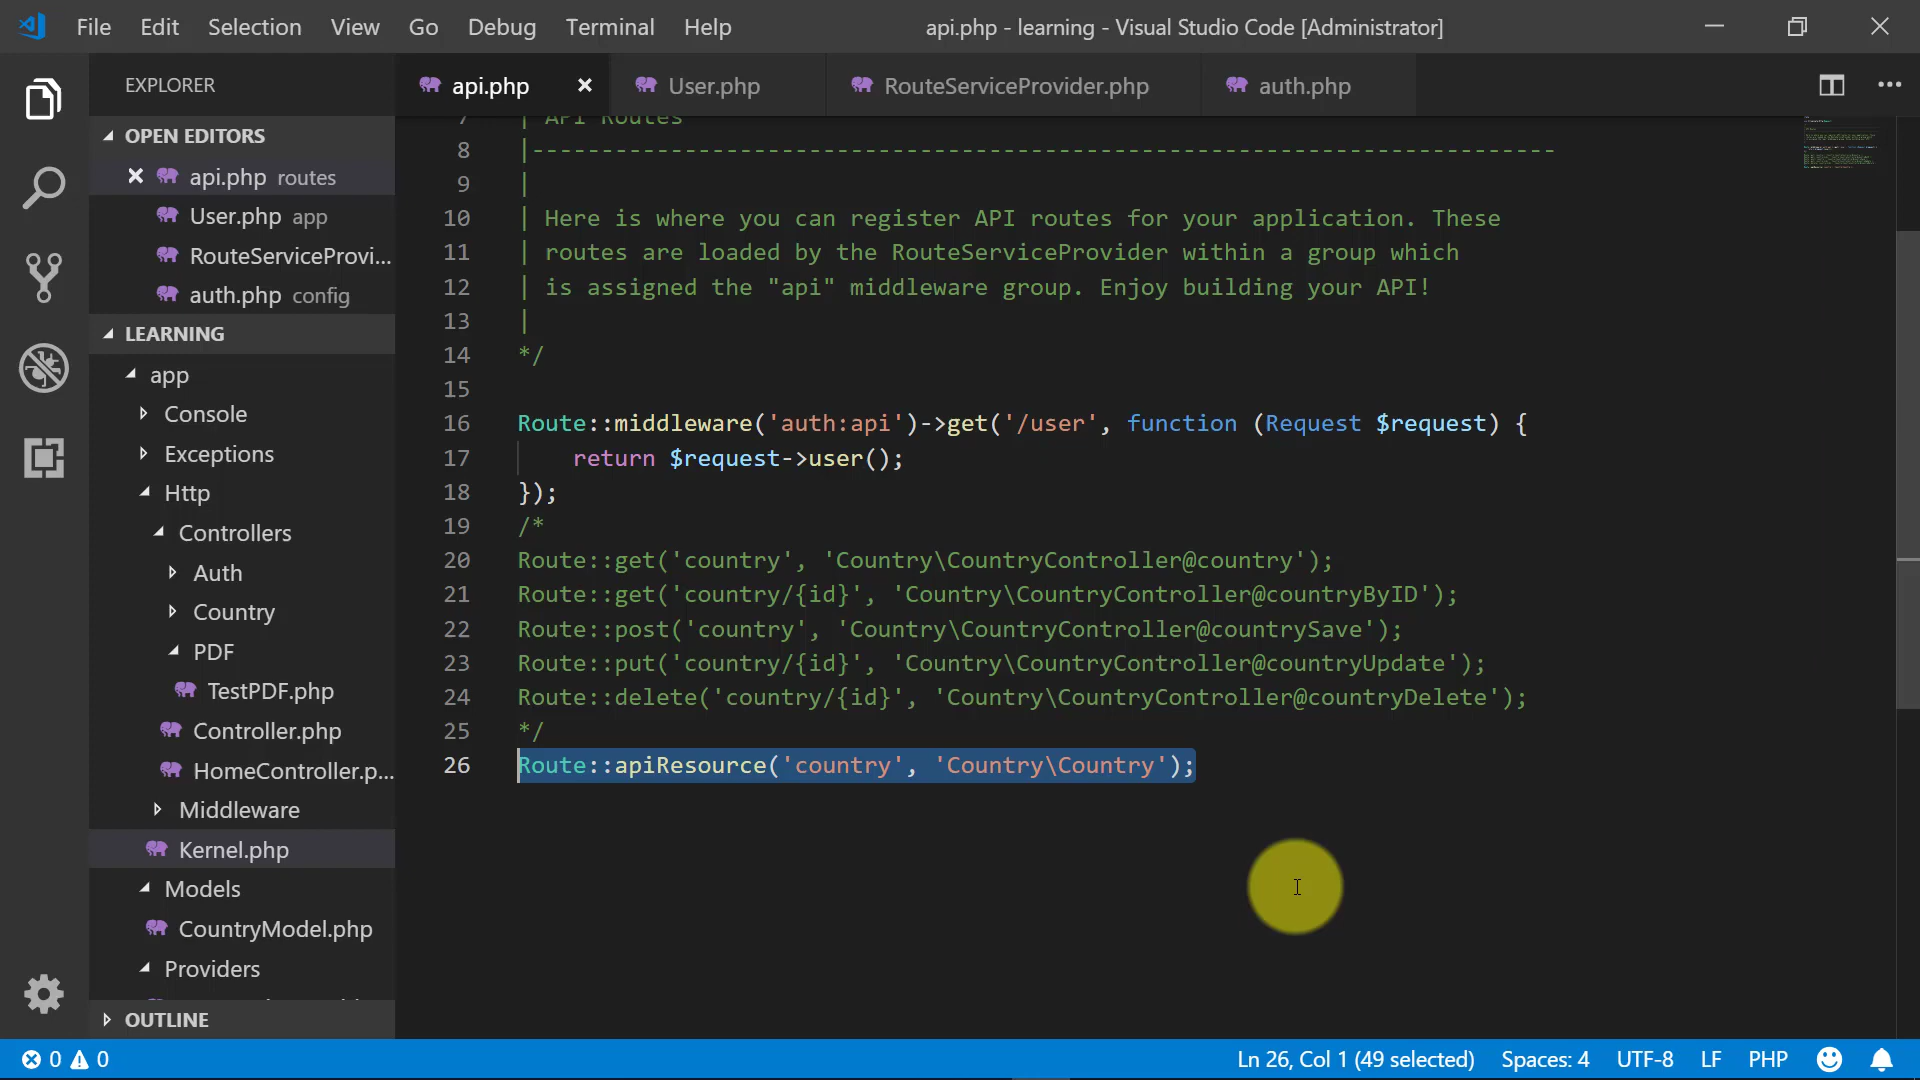 File Edit Selection View Go Debug Terminal Help
api.php - learning - Visual Studio Code [Administrator]
EXPLORER
api.php User.php RouteServiceProvider.php auth.php
OPEN EDITORS
api.php routes
User.php app
RouteServiceProvi...
auth.php config
LEARNING
app
Console
Exceptions
Http
Controllers
Auth
Country
PDF
TestPDF.php
Controller.php
HomeController.p...
Middleware
Kernel.php
Models
CountryModel.php
Providers
OUTLINE
7 | API Routes
8 |--------------------------------------------------------------------------
9 |
10 | Here is where you can register API routes for your application. These
11 | routes are loaded by the RouteServiceProvider within a group which
12 | is assigned the "api" middleware group. Enjoy building your API!
13 |
14 */
15
16 Route::middleware('auth:api')->get('/user', function (Request $request) {
17     return $request->user();
18 });
19 /*
20 Route::get('country', 'Country\CountryController@country');
21 Route::get('country/{id}', 'Country\CountryController@countryByID');
22 Route::post('country', 'Country\CountryController@countrySave');
23 Route::put('country/{id}', 'Country\CountryController@countryUpdate');
24 Route::delete('country/{id}', 'Country\CountryController@countryDelete');
25 */
26 Route::apiResource('country', 'Country\Country');
0 0
Ln 26, Col 1 (49 selected) Spaces: 4 UTF-8 LF PHP